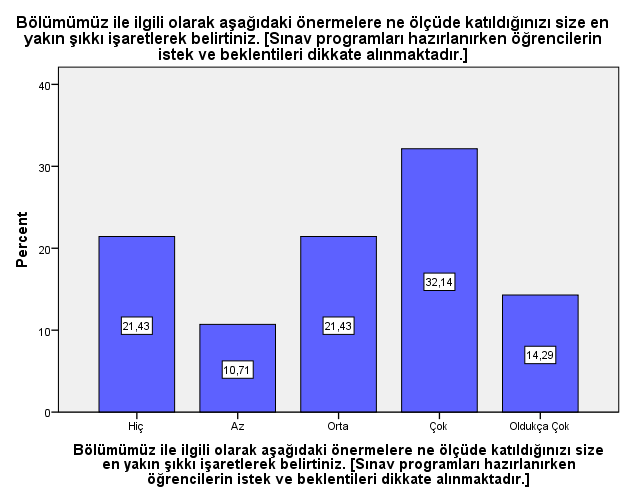 Bölümümüz ile ilgili olarak aşağıdaki önermelere ne ölçüde katıldığınızı size en
yakın şıkkı işaretlerek belirtiniz. [Sınav programları hazırlanırken öğrencilerin
istek ve beklentileri dikkate alınmaktadır.]
40
30
20
10
0
Percent
21,43
10,71
21,43
32,14
14,29
Hiç
Az
Orta
Çok
Oldukça Çok
Bölümümüz ile ilgili olarak aşağıdaki önermelere ne ölçüde katıldığınızı size
en yakın şıkkı işaretlerek belirtiniz. [Sınav programları hazırlanırken
öğrencilerin istek ve beklentileri dikkate alınmaktadır.]